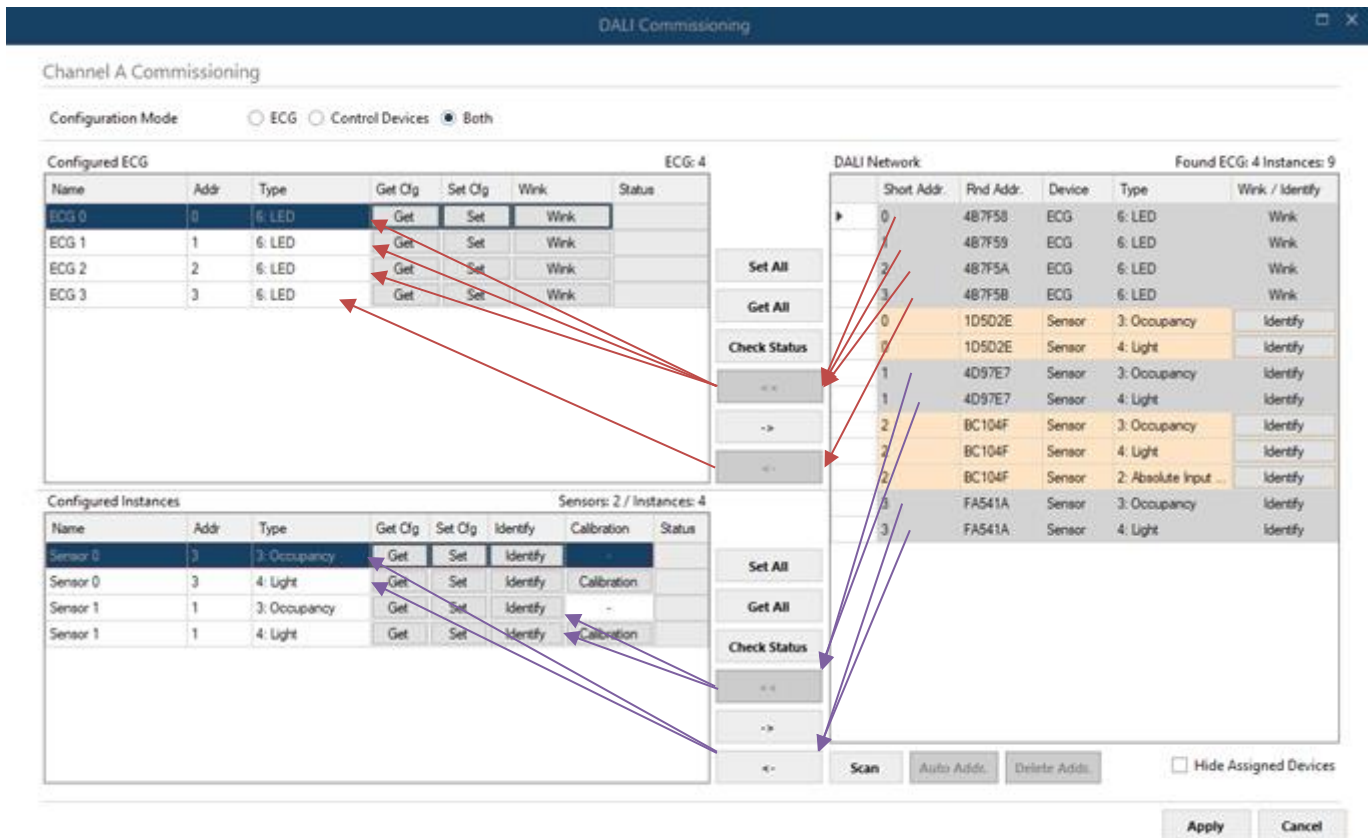 DALI Commissioning
Channel A Commissioning
Configuration Mode ECG Control Devices Both
Configured ECG ECG: 4
Name Addr Type Get Cfg Set Cfg Wink Status
ECG 0 0 6: LED Get Set Wink
ECG 1 1 6: LED Get Set Wink
ECG 2 2 6: LED Get Set Wink
ECG 3 3 6: LED Get Set Wink
Set All
Get All
Check Status
<<
->
<-
Configured Instances Sensors: 2 / Instances: 4
Name Addr Type Get Cfg Set Cfg Identify Calibration Status
Sensor 0 3 3: Occupancy Get Set Identify -
Sensor 0 3 4: Light Get Set Identify Calibration
Sensor 1 1 3: Occupancy Get Set Identify -
Sensor 1 1 4: Light Get Set Identify Calibration
Set All
Get All
Check Status
<<
->
<-
DALI Network Found ECG: 4 Instances: 9
Short Addr. Rnd Addr. Device Type Wink / Identify
0 4B7F58 ECG 6: LED Wink
1 4B7F59 ECG 6: LED Wink
2 4B7F5A ECG 6: LED Wink
3 4B7F5B ECG 6: LED Wink
0 1D5D2E Sensor 3: Occupancy Identify
0 1D5D2E Sensor 4: Light Identify
1 4D97E7 Sensor 3: Occupancy Identify
1 4D97E7 Sensor 4: Light Identify
2 BC104F Sensor 3: Occupancy Identify
2 BC104F Sensor 4: Light Identify
2 BC104F Sensor 2: Absolute Input ... Identify
3 FA541A Sensor 3: Occupancy Identify
3 FA541A Sensor 4: Light Identify
Scan Auto Addr. Delete Adds. Hide Assigned Devices
Apply Cancel